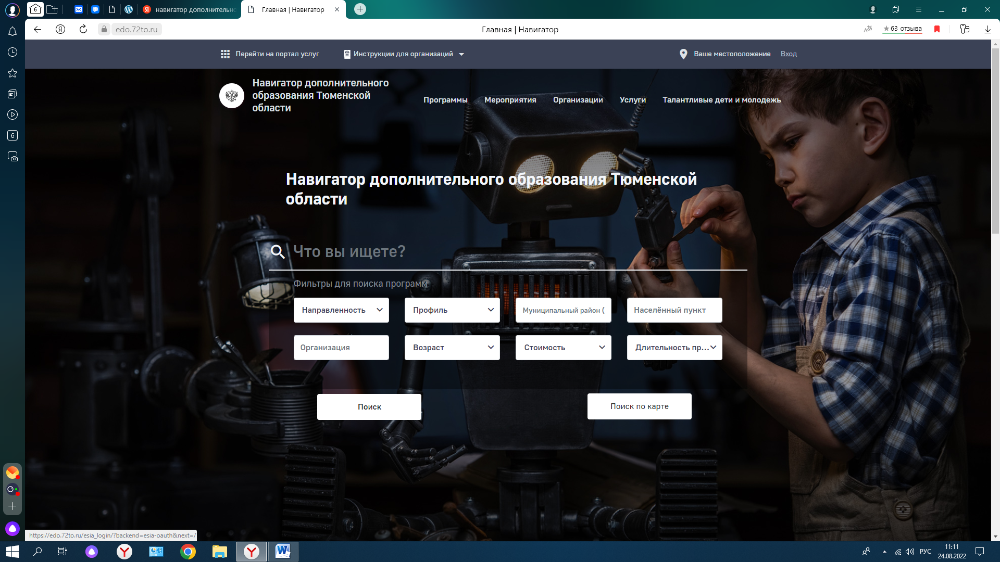 6
навигатор дополнительно
Главная | Навигатор
edo.72to.ru
Главная | Навигатор
63 отзыва
Перейти на портал услуг
Инструкции для организаций
Ваше местоположение
Вход
Навигатор дополнительного
образования Тюменской
области
Программы
Мероприятия
Организации
Услуги
Талантливые дети и молодежь
6
Навигатор дополнительного образования Тюменской
области
Что вы ищете?
Фильтры для поиска программ
Направленность
Профиль
Муниципальный район (
Населённый пункт
Организация
Возраст
Стоимость
Длительность пр...
Поиск
Поиск по карте
https://edo.72to.ru/esia_login/?backend=esia-oauth&next=/
РУС
11:11
24.08.2022